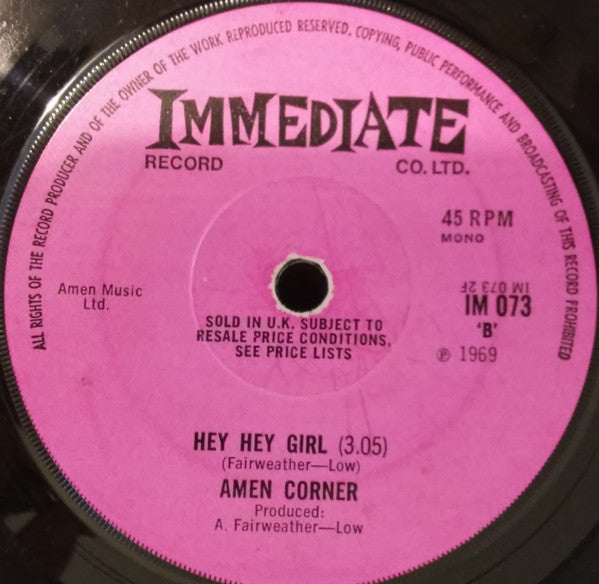 ALL RIGHTS OF THE RECORD PRODUCER AND OF THE OWNER OF THE WORK REPRODUCED RESERVED. COPYING, PUBLIC PERFORMANCE AND BROADCASTING OF THIS RECORD PROHIBITED
IMMEDIATE
RECORD CO. LTD.
45 RPM
MONO
Amen Music
Ltd.
IM 073 2F
IM 073
'B'
℗ 1969
SOLD IN U.K. SUBJECT TO
RESALE PRICE CONDITIONS,
SEE PRICE LISTS
HEY HEY GIRL (3.05)
(Fairweather—Low)
AMEN CORNER
Produced:
A. Fairweather—Low